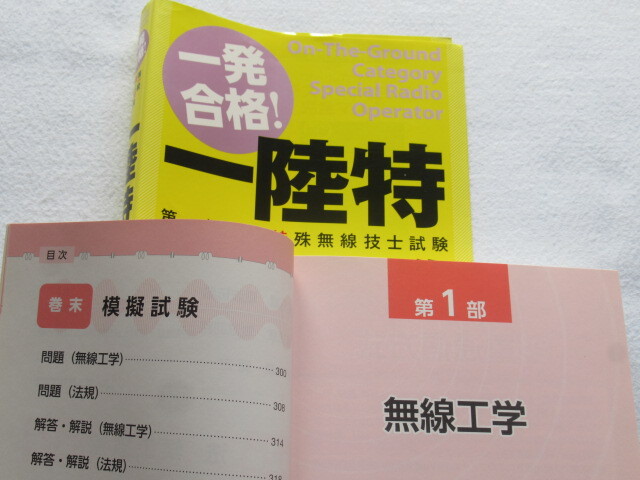 一発
合格!
On-The-Ground
Category
Special Radio
Operator
一陸特
第
殊無線技士試験
目次
巻末 模擬試験
問題（無線工学） 300
問題（法規） 308
解答・解説（無線工学） 314
解答・解説（法規） 318
第1部
無線工学